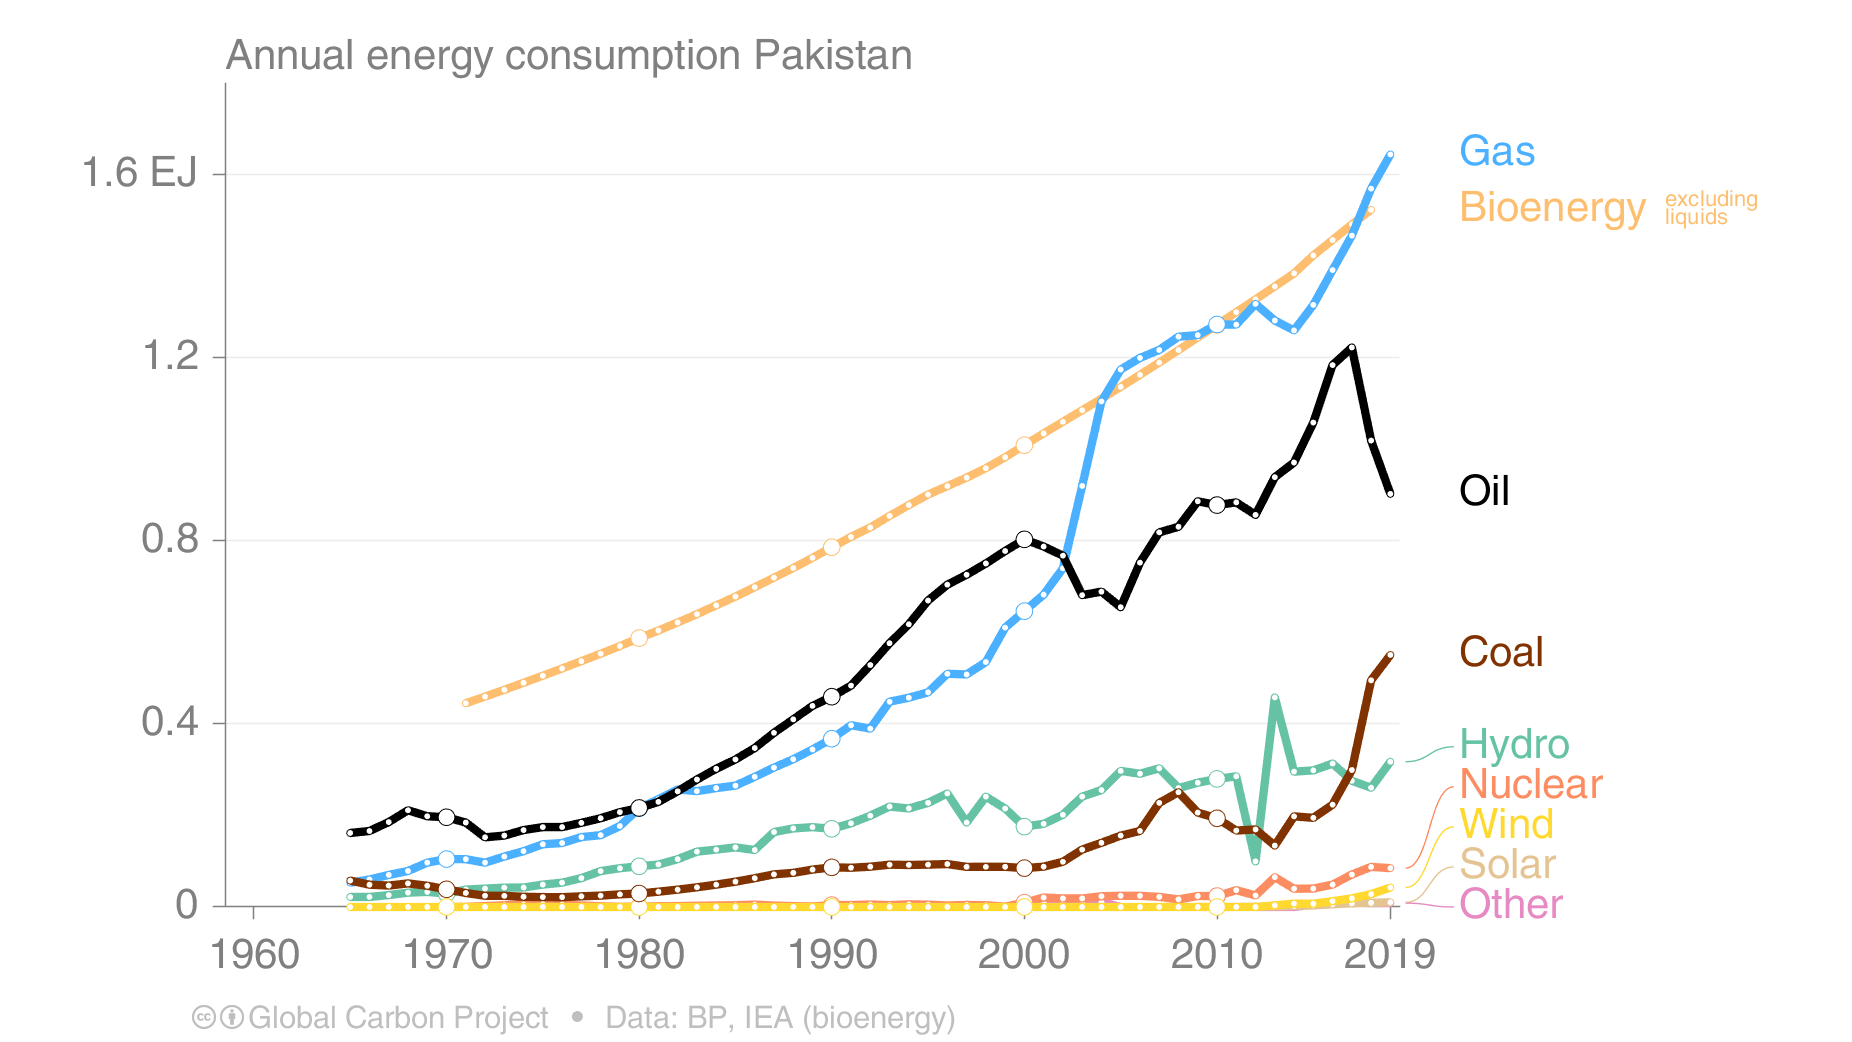 Annual energy consumption Pakistan
1.6 EJ
1.2
0.8
0.4
0
1960 1970 1980 1990 2000 2010 2019
Gas
Bioenergy excluding
liquids
Oil
Coal
Hydro
Nuclear
Wind
Solar
Other
cc Global Carbon Project • Data: BP, IEA (bioenergy)